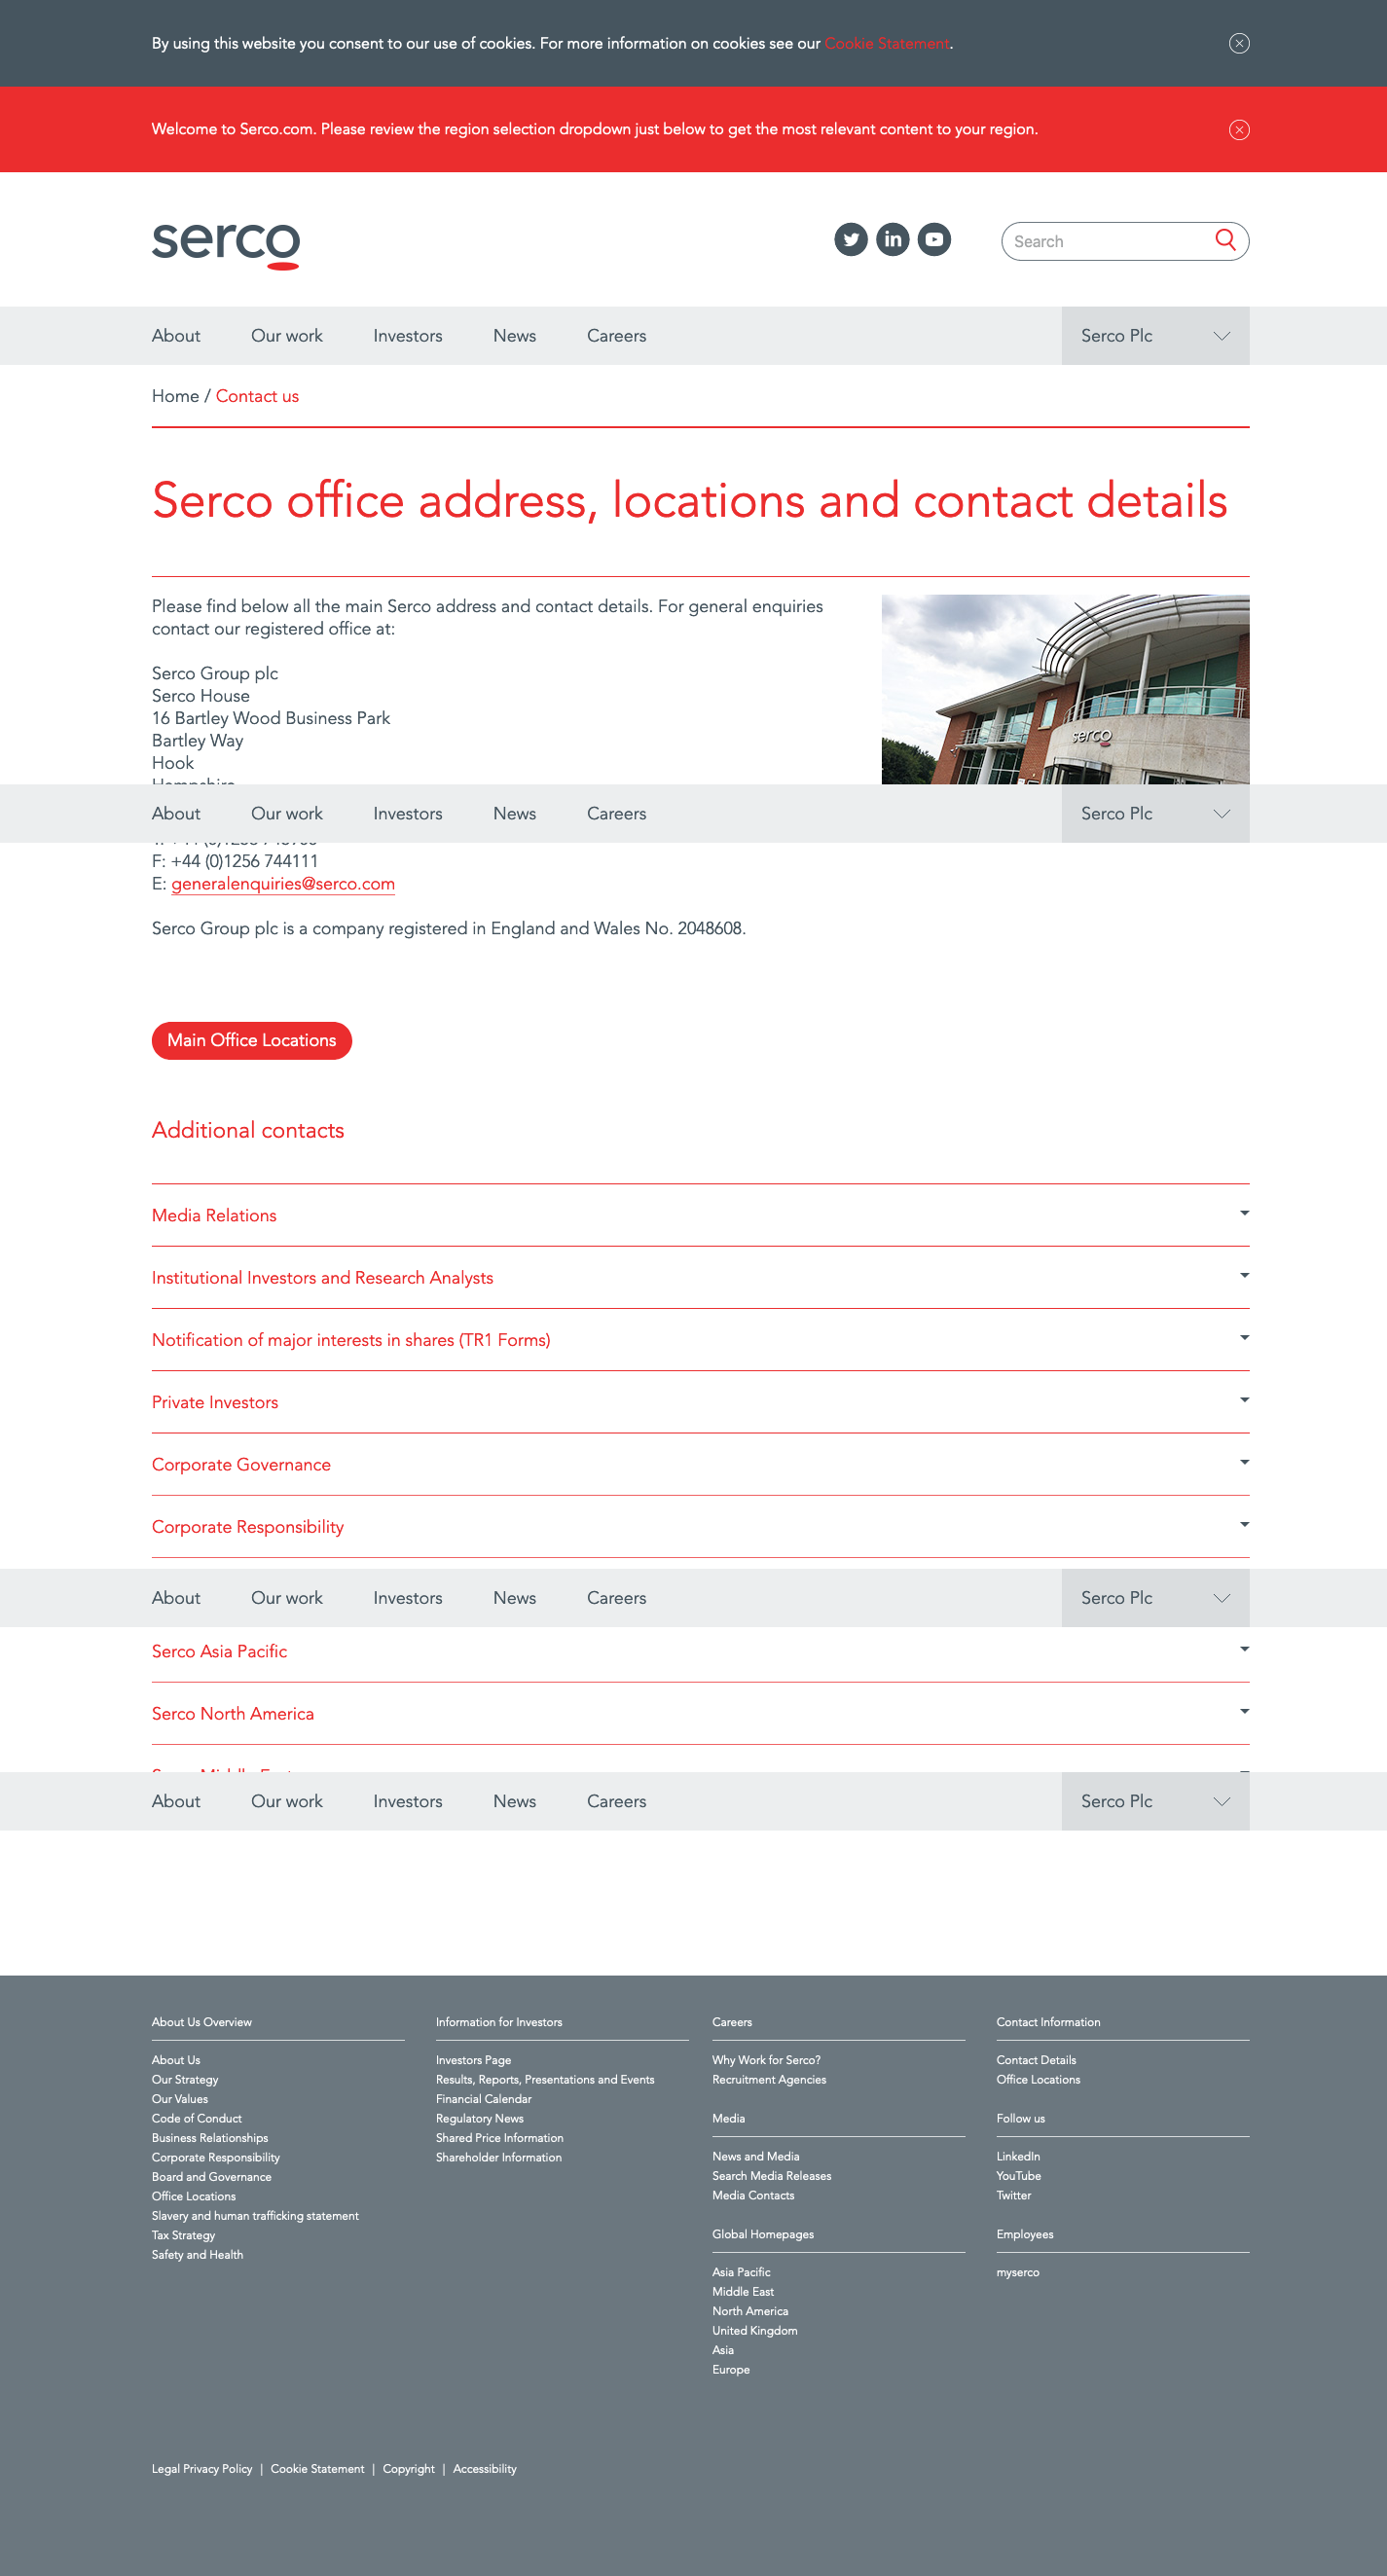 By using this website you consent to our use of cookies. For more information on cookies see our Cookie Statement.
Welcome to Serco.com. Please review the region selection dropdown just below to get the most relevant content to your region.
serco
Search
About Our work Investors News Careers Serco Plc
Home / Contact us
Serco office address, locations and contact details
Please find below all the main Serco address and contact details. For general enquiries
contact our registered office at:
Serco Group plc
Serco House
16 Bartley Wood Business Park
Bartley Way
Hook
serco
About Our work Investors News Careers Serco Plc
F: +44 (0)1256 744111
E: generalenquiries@serco.com
Serco Group plc is a company registered in England and Wales No. 2048608.
Main Office Locations
Additional contacts
Media Relations
Institutional Investors and Research Analysts
Notification of major interests in shares (TR1 Forms)
Private Investors
Corporate Governance
Corporate Responsibility
About Our work Investors News Careers Serco Plc
Serco Asia Pacific
Serco North America
About Our work Investors News Careers Serco Plc
About Us Overview
About Us
Our Strategy
Our Values
Code of Conduct
Business Relationships
Corporate Responsibility
Board and Governance
Office Locations
Slavery and human trafficking statement
Tax Strategy
Safety and Health
Information for Investors
Investors Page
Results, Reports, Presentations and Events
Financial Calendar
Regulatory News
Shared Price Information
Shareholder Information
Careers
Why Work for Serco?
Recruitment Agencies
Media
News and Media
Search Media Releases
Media Contacts
Global Homepages
Asia Pacific
Middle East
North America
United Kingdom
Asia
Europe
Contact Information
Contact Details
Office Locations
Follow us
LinkedIn
YouTube
Twitter
Employees
myserco
Legal Privacy Policy | Cookie Statement | Copyright | Accessibility